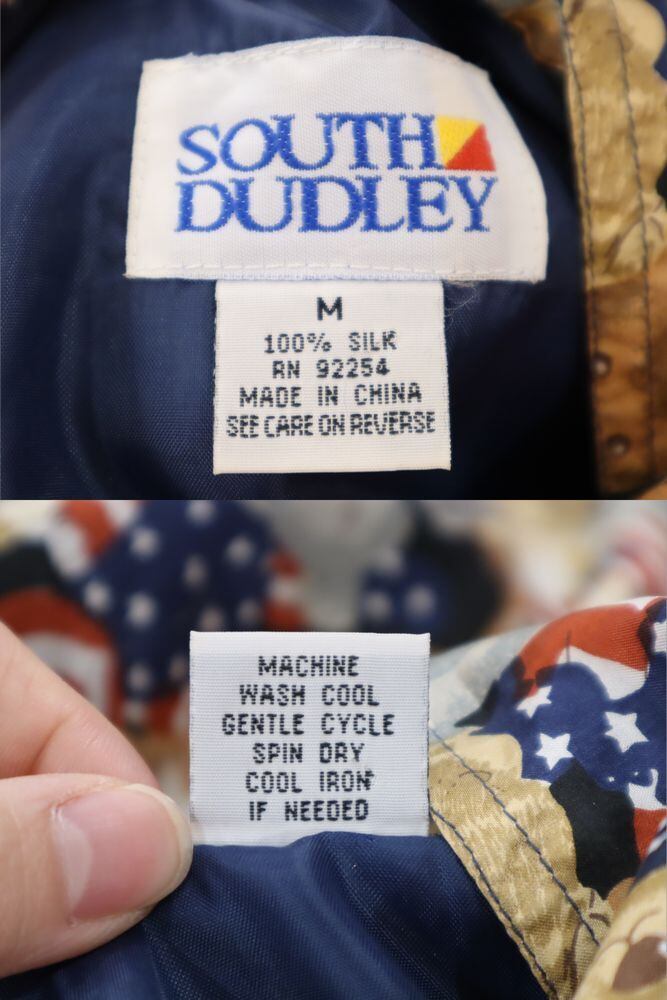 SOUTH
DUDLEY
M
100% SILK
RN 92254
MADE IN CHINA
SEE CARE ON REVERSE
MACHINE
WASH COOL
GENTLE CYCLE
SPIN DRY
COOL IRON
IF NEEDED